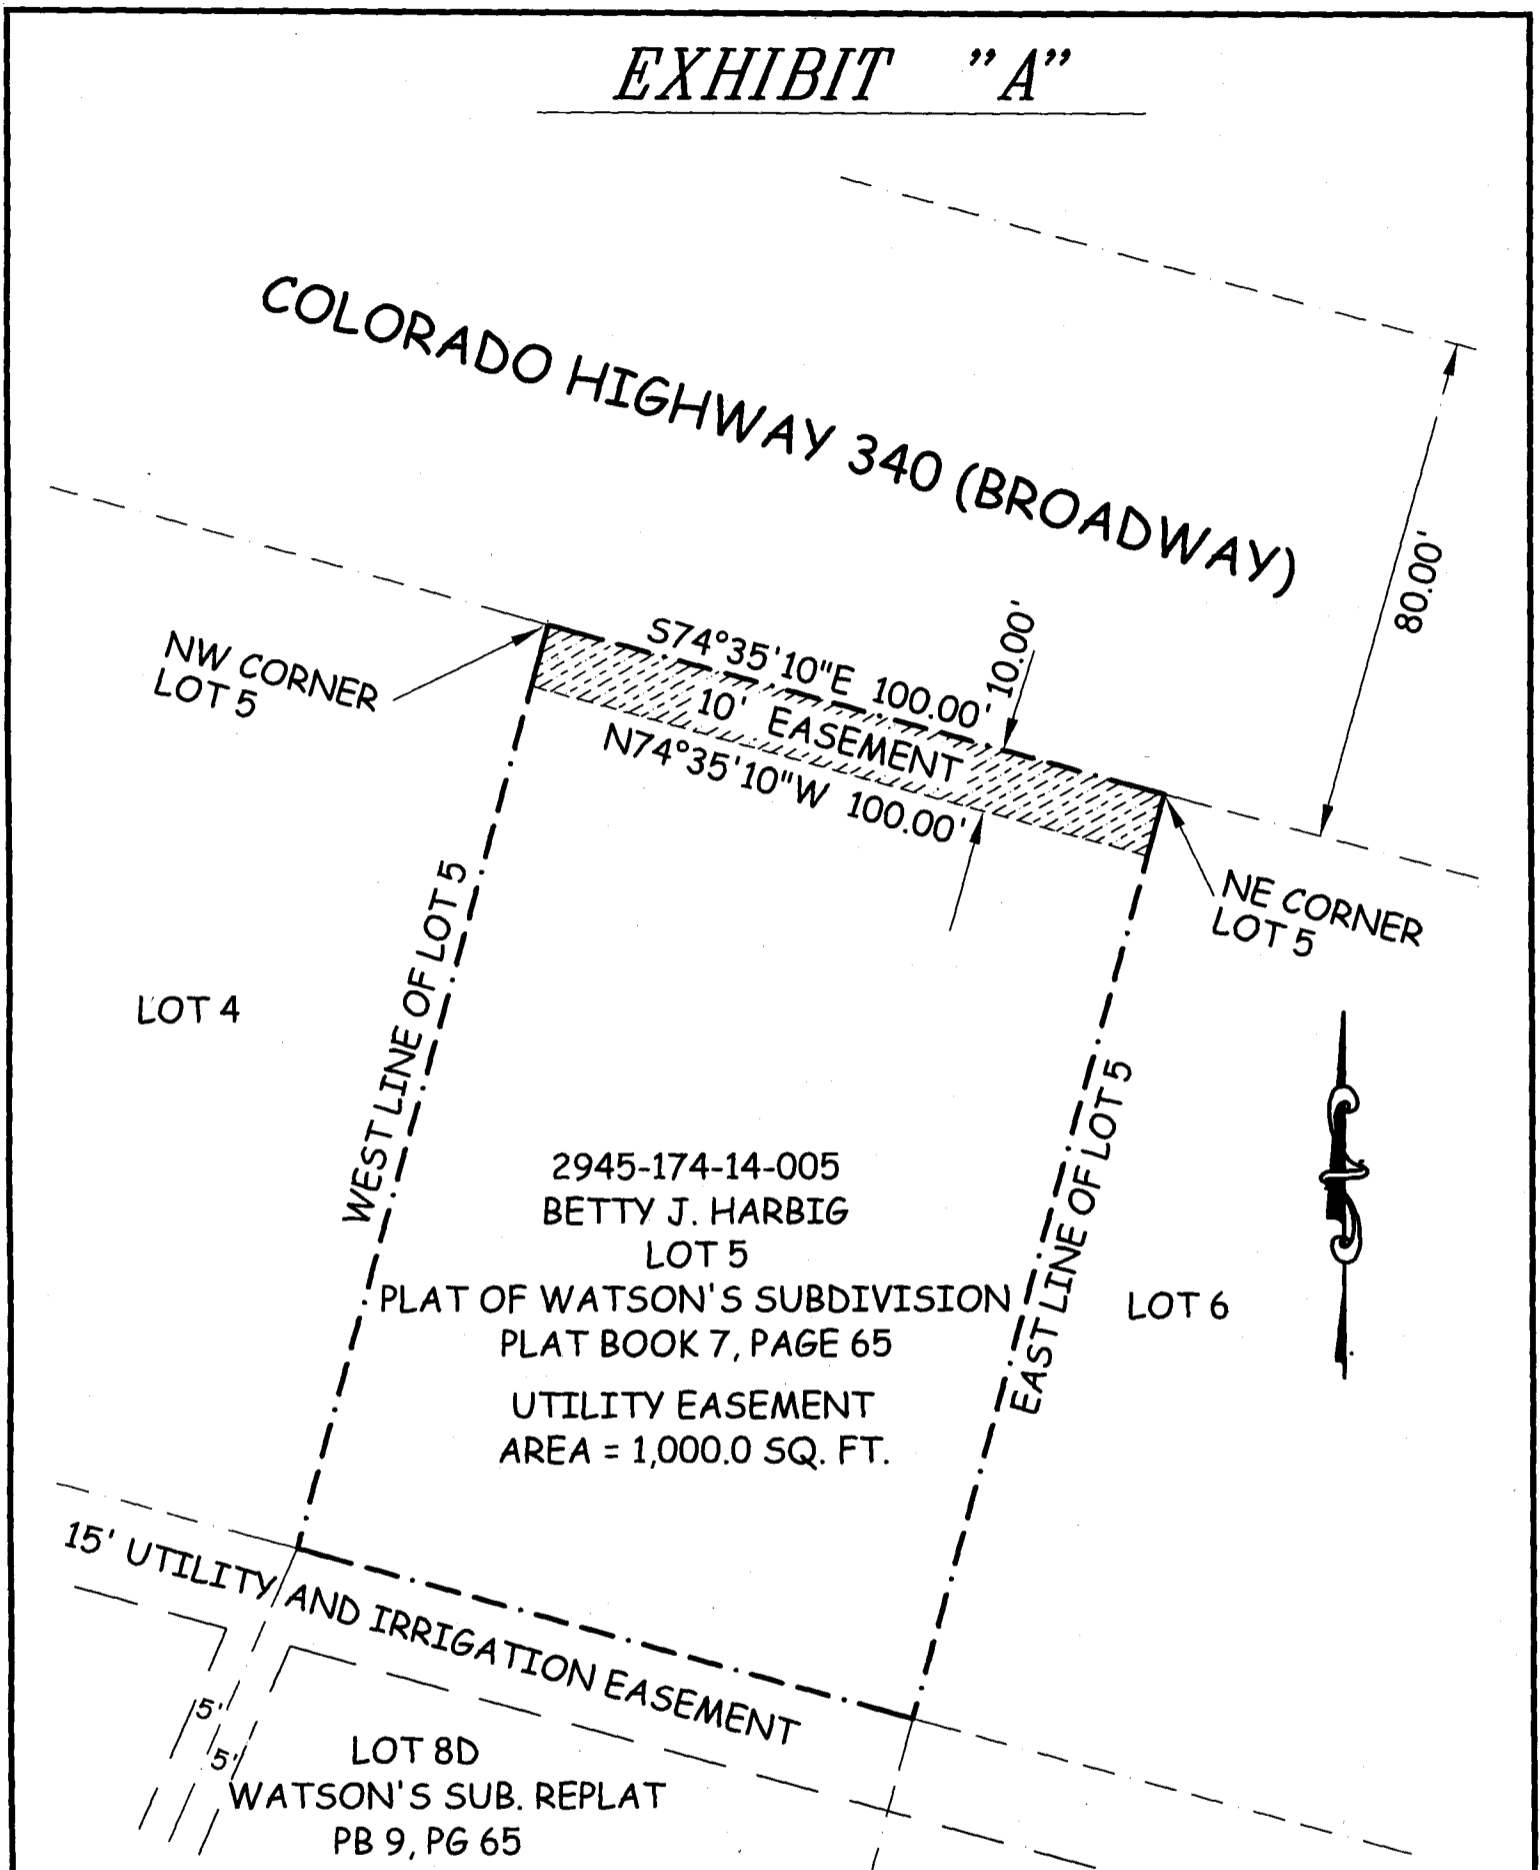 EXHIBIT "A"
COLORADO HIGHWAY 340 (BROADWAY)
80.00'
NW CORNER
LOT 5
S74°35'10"E 100.00'
10.00'
10' EASEMENT
N74°35'10"W 100.00'
NE CORNER
LOT 5
WEST LINE OF LOT 5
LOT 4
EAST LINE OF LOT 5
2945-174-14-005
BETTY J. HARBIG
LOT 5
PLAT OF WATSON'S SUBDIVISION
PLAT BOOK 7, PAGE 65
LOT 6
UTILITY EASEMENT
AREA = 1,000.0 SQ. FT.
15' UTILITY AND IRRIGATION EASEMENT
5'
5'
LOT 8D
WATSON'S SUB. REPLAT
PB 9, PG 65